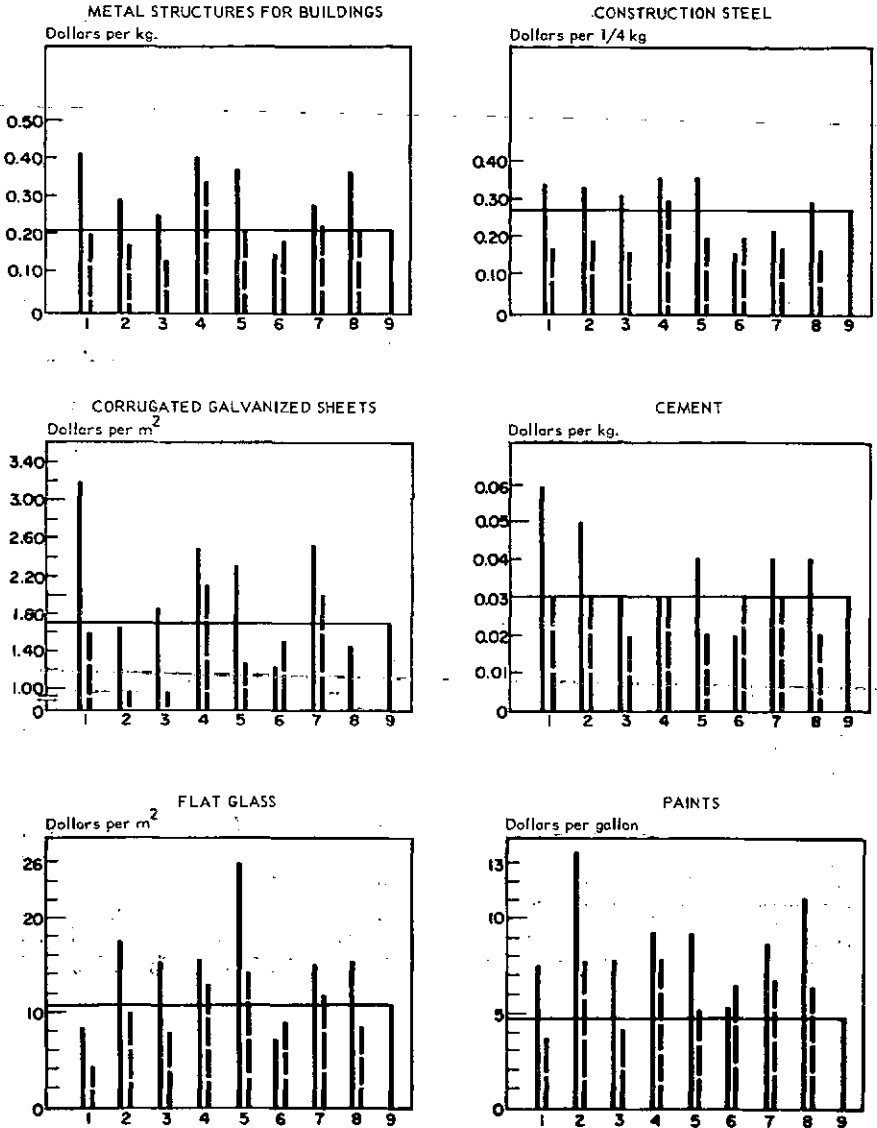 METAL STRUCTURES FOR BUILDINGS
Dollars per kg.
0.50
0.40
0.30
0.20
0.10
0
1 2 3 4 5 6 7 8 9
CONSTRUCTION STEEL
Dollars per 1/4 kg
0.40
0.30
0.20
0.10
0
1 2 3 4 5 6 7 8 9
CORRUGATED GALVANIZED SHEETS
Dollars per m²
3.40
3.00
2.60
2.20
1.80
1.40
1.00
0
1 2 3 4 5 6 7 8 9
CEMENT
Dollars per kg.
0.06
0.05
0.04
0.03
0.02
0.01
0
1 2 3 4 5 6 7 8 9
FLAT GLASS
Dollars per m²
26
20
10
0
1 2 3 4 5 6 7 8 9
PAINTS
Dollars per gallon
13
10
5
0
1 2 3 4 5 6 7 8 9